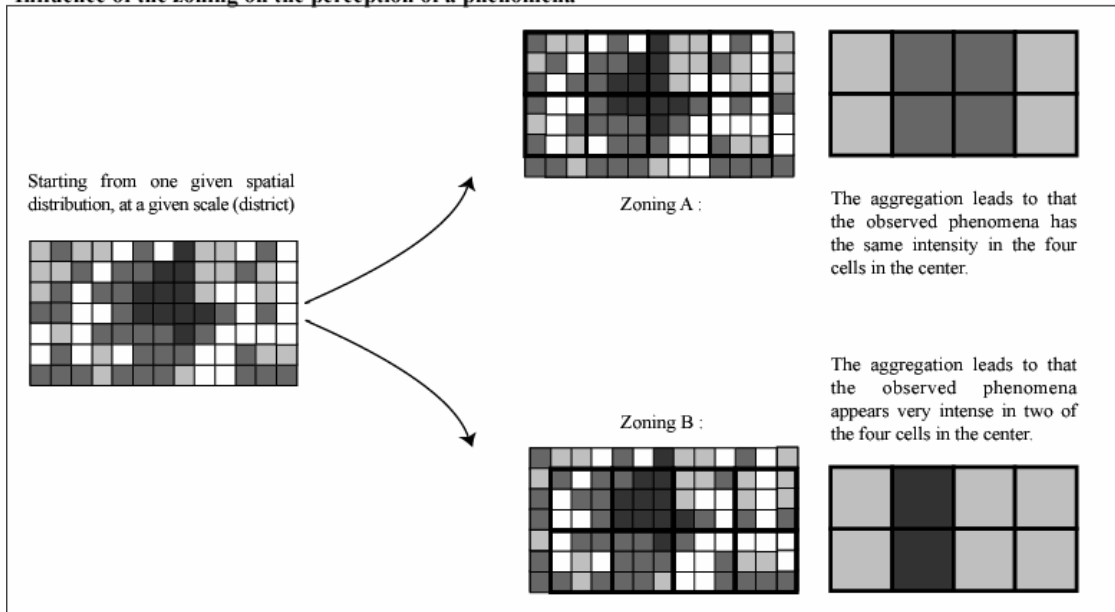 Influence of the zoning on the perception of a phenomena
Starting from one given spatial
distribution, at a given scale (district)
Zoning A :
The aggregation leads to that
the observed phenomena has
the same intensity in the four
cells in the center.
Zoning B :
The aggregation leads to that
the observed phenomena
appears very intense in two of
the four cells in the center.